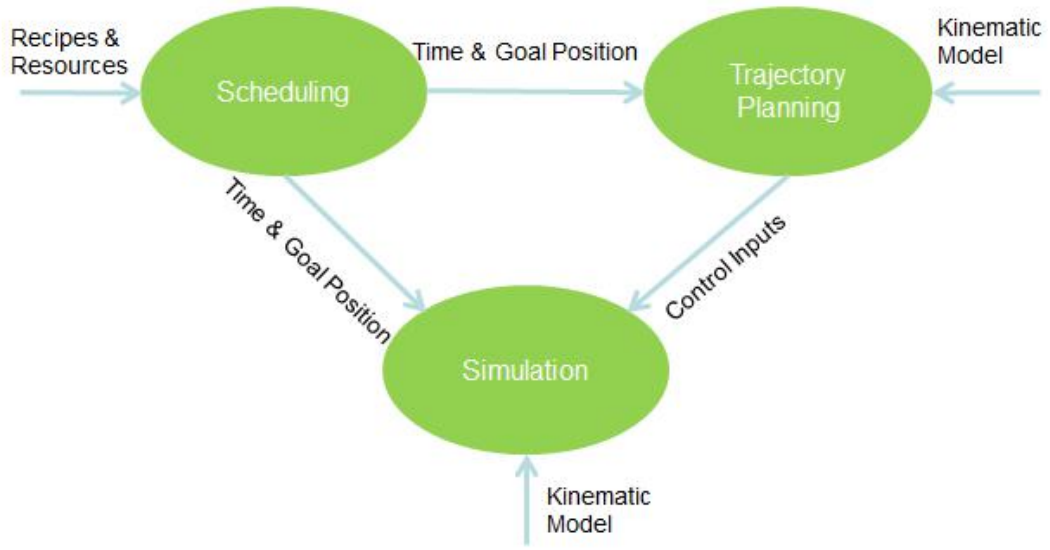 Recipes &
Resources
Scheduling
Time & Goal Position
Trajectory
Planning
Kinematic
Model
Time & Goal Position
Control Inputs
Simulation
Kinematic
Model